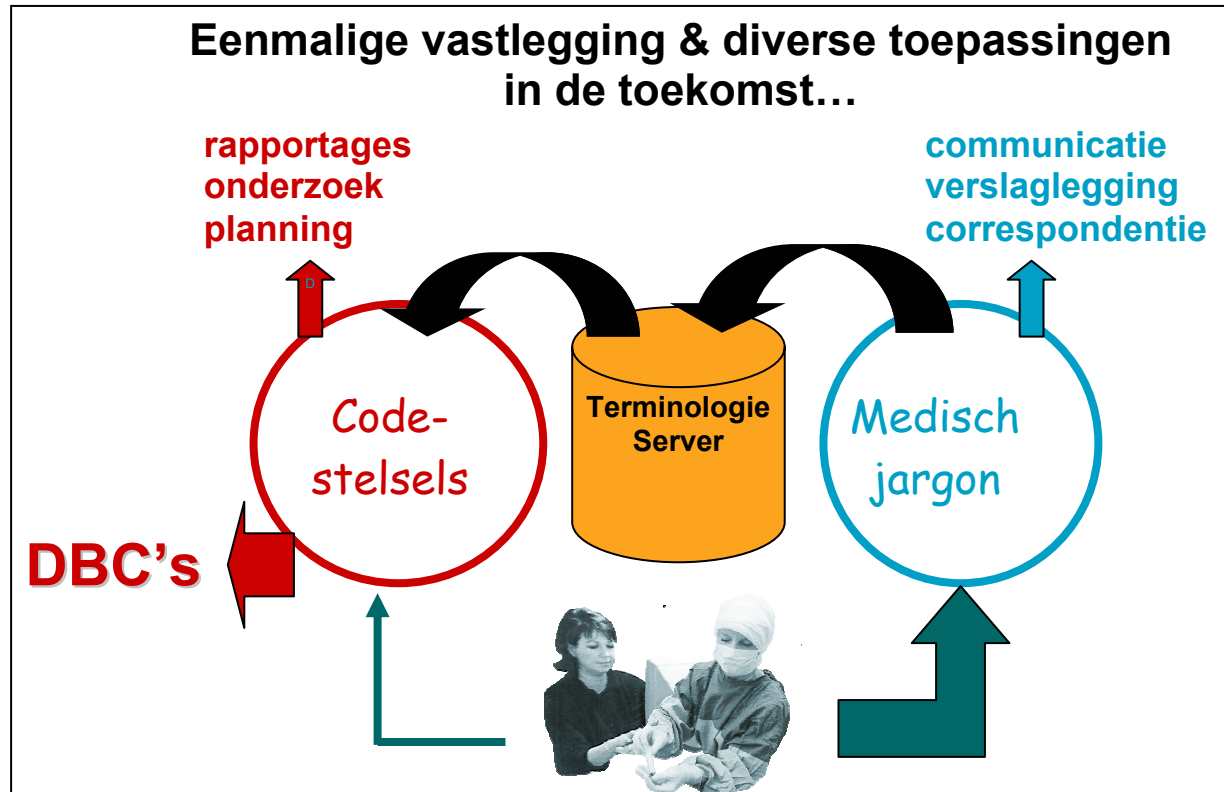 Eenmalige vastlegging & diverse toepassingen
in de toekomst…
rapportages
onderzoek
planning
communicatie
verslaglegging
correspondentie
D
Code-
stelsels
Terminologie
Server
Medisch
jargon
DBC's